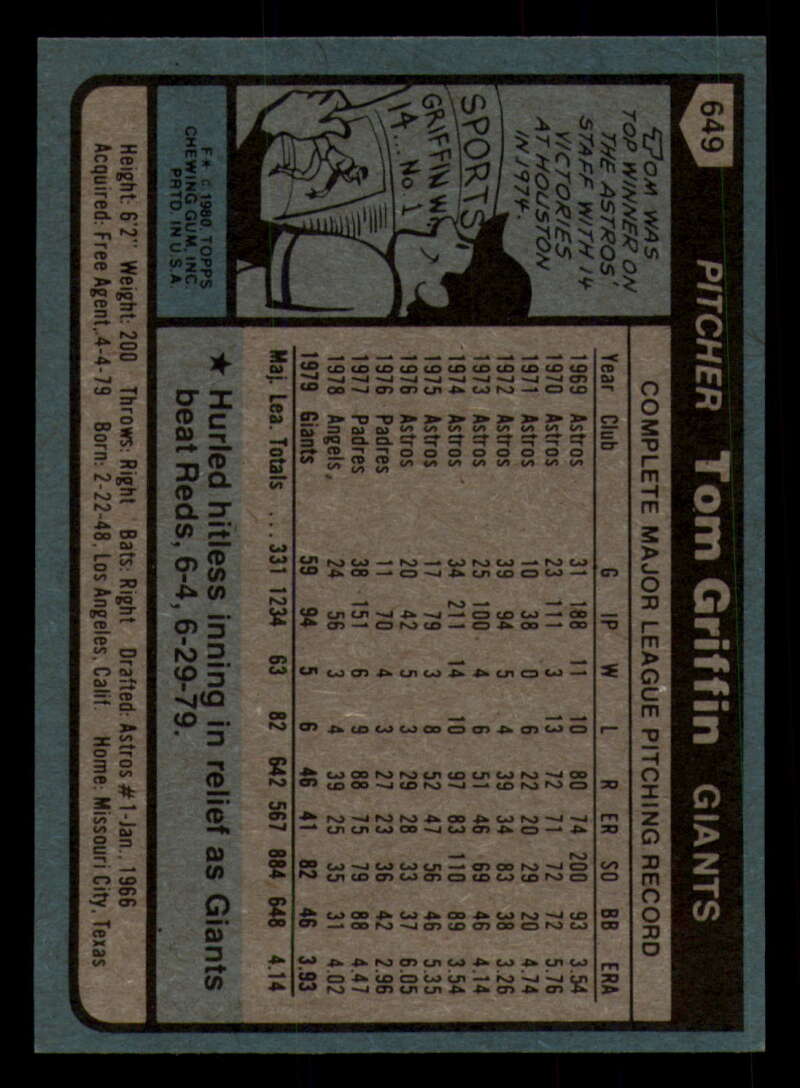 649
PITCHER Tom Griffin GIANTS
TOM WAS
TOP WINNER ON
THE ASTROS'
STAFF WITH 14
VICTORIES
AT HOUSTON
IN 1974.
SPORTS
GRIFFIN W
14... No 1
F* © 1980 TOPPS
CHEWING GUM, INC.
PRTD. IN U.S.A.
COMPLETE MAJOR LEAGUE PITCHING RECORD
Year Club G IP W L R ER SO BB ERA
1969 Astros 31 188 11 10 80 74 200 93 3.54
1970 Astros 23 111 3 13 72 71 72 72 5.76
1971 Astros 10 38 0 6 22 20 29 20 4.74
1972 Astros 39 94 5 4 39 34 83 38 3.26
1973 Astros 25 100 4 6 51 46 69 46 4.14
1974 Astros 34 211 14 10 97 83 110 89 3.54
1975 Astros 17 79 3 8 52 47 56 46 5.35
1976 Astros 20 42 5 3 29 28 33 37 6.05
1976 Padres 11 70 4 3 27 23 36 42 2.96
1977 Padres 38 151 6 9 88 75 79 88 4.47
1978 Angels, 24 56 3 4 39 25 35 31 4.02
1979 Giants 59 94 5 6 46 41 82 46 3.93
Maj. Lea. Totals ... 331 1234 63 82 642 567 884 648 4.14
★ Hurled hitless inning in relief as Giants
beat Reds, 6-4, 6-29-79.
Height: 6'2" Weight: 200 Throws: Right Bats: Right Drafted: Astros #1-Jan., 1966
Acquired: Free Agent, 4-4-79 Born: 2-22-48, Los Angeles, Calif. Home: Missouri City, Texas